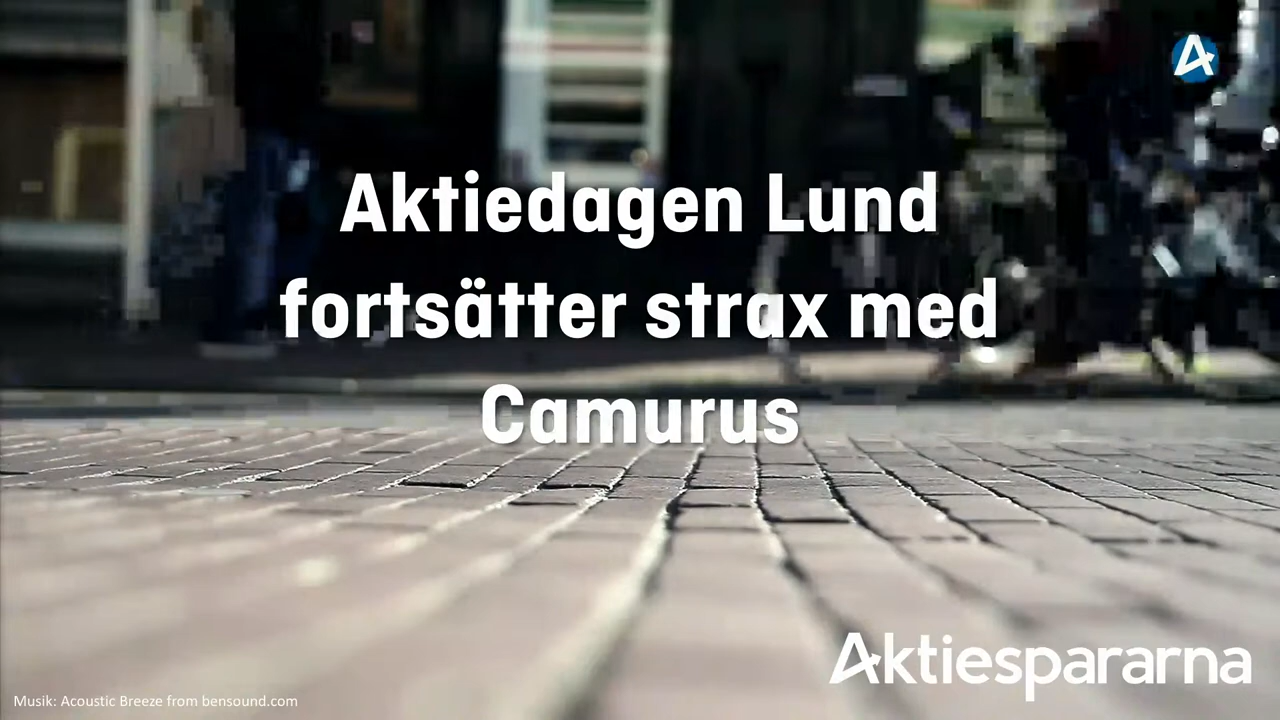 Aktiedagen Lund
fortsätter strax med
Camurus
Aktiespararna
Musik: Acoustic Breeze from bensound.com